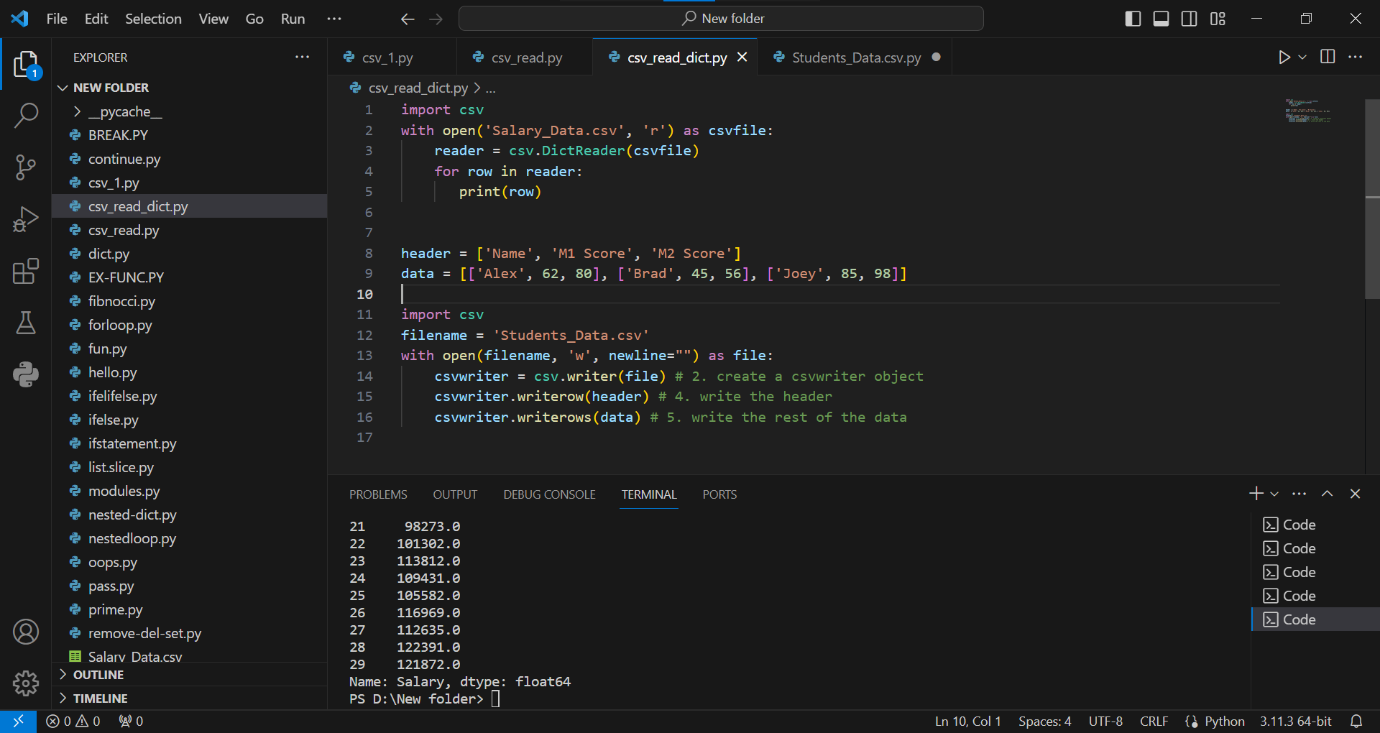 File Edit Selection View Go Run ··· New folder
EXPLORER ···
NEW FOLDER
__pycache__
BREAK.PY
continue.py
csv_1.py
csv_read_dict.py
csv_read.py
dict.py
EX-FUNC.PY
fibnocci.py
forloop.py
fun.py
hello.py
ifelifelse.py
ifelse.py
ifstatement.py
list.slice.py
modules.py
nested-dict.py
nestedloop.py
oops.py
pass.py
prime.py
remove-del-set.py
Salary_Data.csv
OUTLINE
TIMELINE
csv_1.py csv_read.py csv_read_dict.py Students_Data.csv.py
csv_read_dict.py > ...
1 import csv
2 with open('Salary_Data.csv', 'r') as csvfile:
3 reader = csv.DictReader(csvfile)
4 for row in reader:
5 print(row)
6
7
8 header = ['Name', 'M1 Score', 'M2 Score']
9 data = [['Alex', 62, 80], ['Brad', 45, 56], ['Joey', 85, 98]]
10
11 import csv
12 filename = 'Students_Data.csv'
13 with open(filename, 'w', newline="") as file:
14 csvwriter = csv.writer(file) # 2. create a csvwriter object
15 csvwriter.writerow(header) # 4. write the header
16 csvwriter.writerows(data) # 5. write the rest of the data
17
PROBLEMS OUTPUT DEBUG CONSOLE TERMINAL PORTS
21 98273.0
22 101302.0
23 113812.0
24 109431.0
25 105582.0
26 116969.0
27 112635.0
28 122391.0
29 121872.0
Name: Salary, dtype: float64
PS D:\New folder>
Code
Code
Code
Code
Code
1
0 0 0 Ln 10, Col 1 Spaces: 4 UTF-8 CRLF Python 3.11.3 64-bit